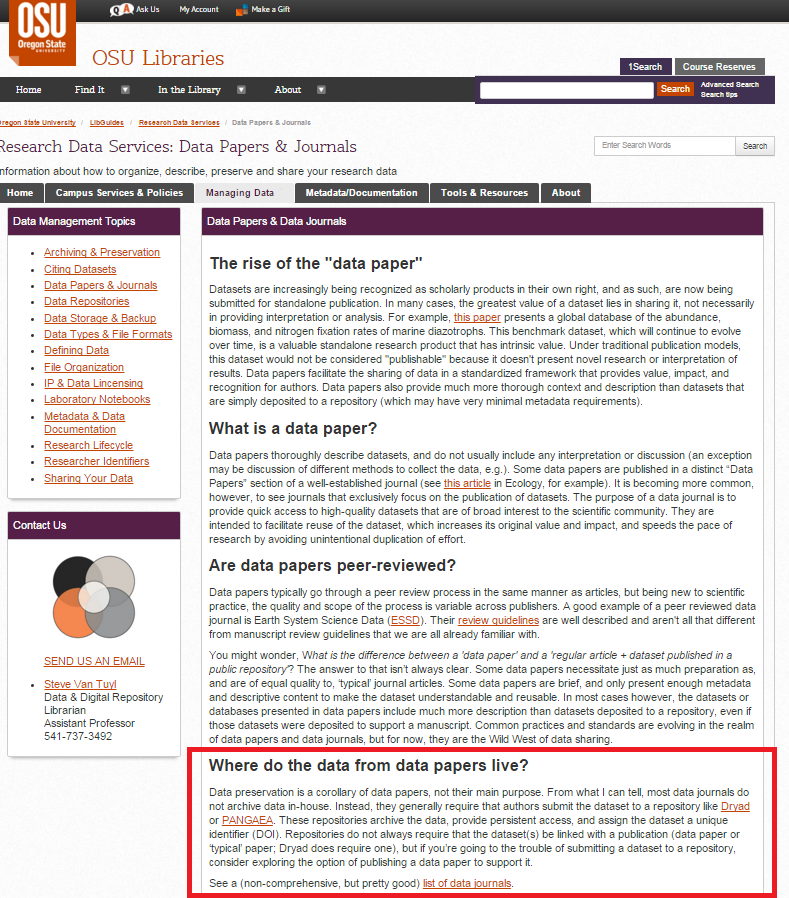 OSU
Oregon State
UNIVERSITY
Q A Ask Us My Account Make a Gift
OSU Libraries
1Search Course Reserves
Home Find It In the Library About
Search
Advanced Search
Search tips
Oregon State University / LibGuides / Research Data Services / Data Papers & Journals
Research Data Services: Data Papers & Journals
Enter Search Words Search
Information about how to organize, describe, preserve and share your research data
Home Campus Services & Policies Managing Data Metadata/Documentation Tools & Resources About
Data Management Topics
• Archiving & Preservation
• Citing Datasets
• Data Papers & Journals
• Data Repositories
• Data Storage & Backup
• Data Types & File Formats
• Defining Data
• File Organization
• IP & Data Lincensing
• Laboratory Notebooks
• Metadata & Data
Documentation
• Research Lifecycle
• Researcher Identifiers
• Sharing Your Data
Contact Us
SEND US AN EMAIL
• Steve Van Tuyl
Data & Digital Repository
Librarian
Assistant Professor
541-737-3492
Data Papers & Data Journals
The rise of the "data paper"
Datasets are increasingly being recognized as scholarly products in their own right, and as such, are now being
submitted for standalone publication. In many cases, the greatest value of a dataset lies in sharing it, not necessarily
in providing interpretation or analysis. For example, this paper presents a global database of the abundance,
biomass, and nitrogen fixation rates of marine diazotrophs. This benchmark dataset, which will continue to evolve
over time, is a valuable standalone research product that has intrinsic value. Under traditional publication models,
this dataset would not be considered "publishable" because it doesn't present novel research or interpretation of
results. Data papers facilitate the sharing of data in a standardized framework that provides value, impact, and
recognition for authors. Data papers also provide much more thorough context and description than datasets that
are simply deposited to a repository (which may have very minimal metadata requirements).
What is a data paper?
Data papers thoroughly describe datasets, and do not usually include any interpretation or discussion (an exception
may be discussion of different methods to collect the data, e.g.). Some data papers are published in a distinct “Data
Papers” section of a well-established journal (see this article in Ecology, for example). It is becoming more common,
however, to see journals that exclusively focus on the publication of datasets. The purpose of a data journal is to
provide quick access to high-quality datasets that are of broad interest to the scientific community. They are
intended to facilitate reuse of the dataset, which increases its original value and impact, and speeds the pace of
research by avoiding unintentional duplication of effort.
Are data papers peer-reviewed?
Data papers typically go through a peer review process in the same manner as articles, but being new to scientific
practice, the quality and scope of the process is variable across publishers. A good example of a peer reviewed data
journal is Earth System Science Data (ESSD). Their review guidelines are well described and aren't all that different
from manuscript review guidelines that we are all already familiar with.
You might wonder, What is the difference between a 'data paper' and a 'regular article + dataset published in a
public repository'? The answer to that isn’t always clear. Some data papers necessitate just as much preparation as,
and are of equal quality to, ‘typical’ journal articles. Some data papers are brief, and only present enough metadata
and descriptive content to make the dataset understandable and reusable. In most cases however, the datasets or
databases presented in data papers include much more description than datasets deposited to a repository, even if
those datasets were deposited to support a manuscript. Common practices and standards are evolving in the realm
of data papers and data journals, but for now, they are the Wild West of data sharing.
Where do the data from data papers live?
Data preservation is a corollary of data papers, not their main purpose. From what I can tell, most data journals do
not archive data in-house. Instead, they generally require that authors submit the dataset to a repository like Dryad
or PANGAEA. These repositories archive the data, provide persistent access, and assign the dataset a unique
identifier (DOI). Repositories do not always require that the dataset(s) be linked with a publication (data paper or
‘typical’ paper; Dryad does require one), but if you’re going to the trouble of submitting a dataset to a repository,
consider exploring the option of publishing a data paper to support it.
See a (non-comprehensive, but pretty good) list of data journals.